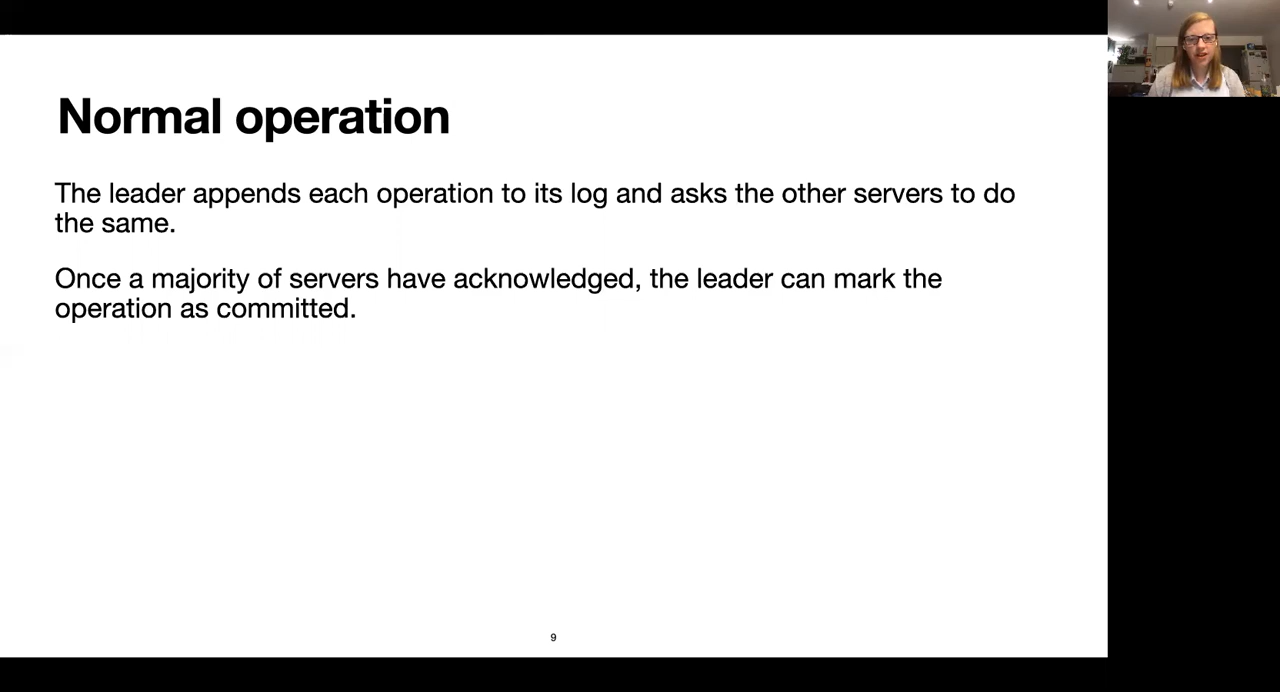 Normal operation
The leader appends each operation to its log and asks the other servers to do
the same.
Once a majority of servers have acknowledged, the leader can mark the
operation as committed.
9